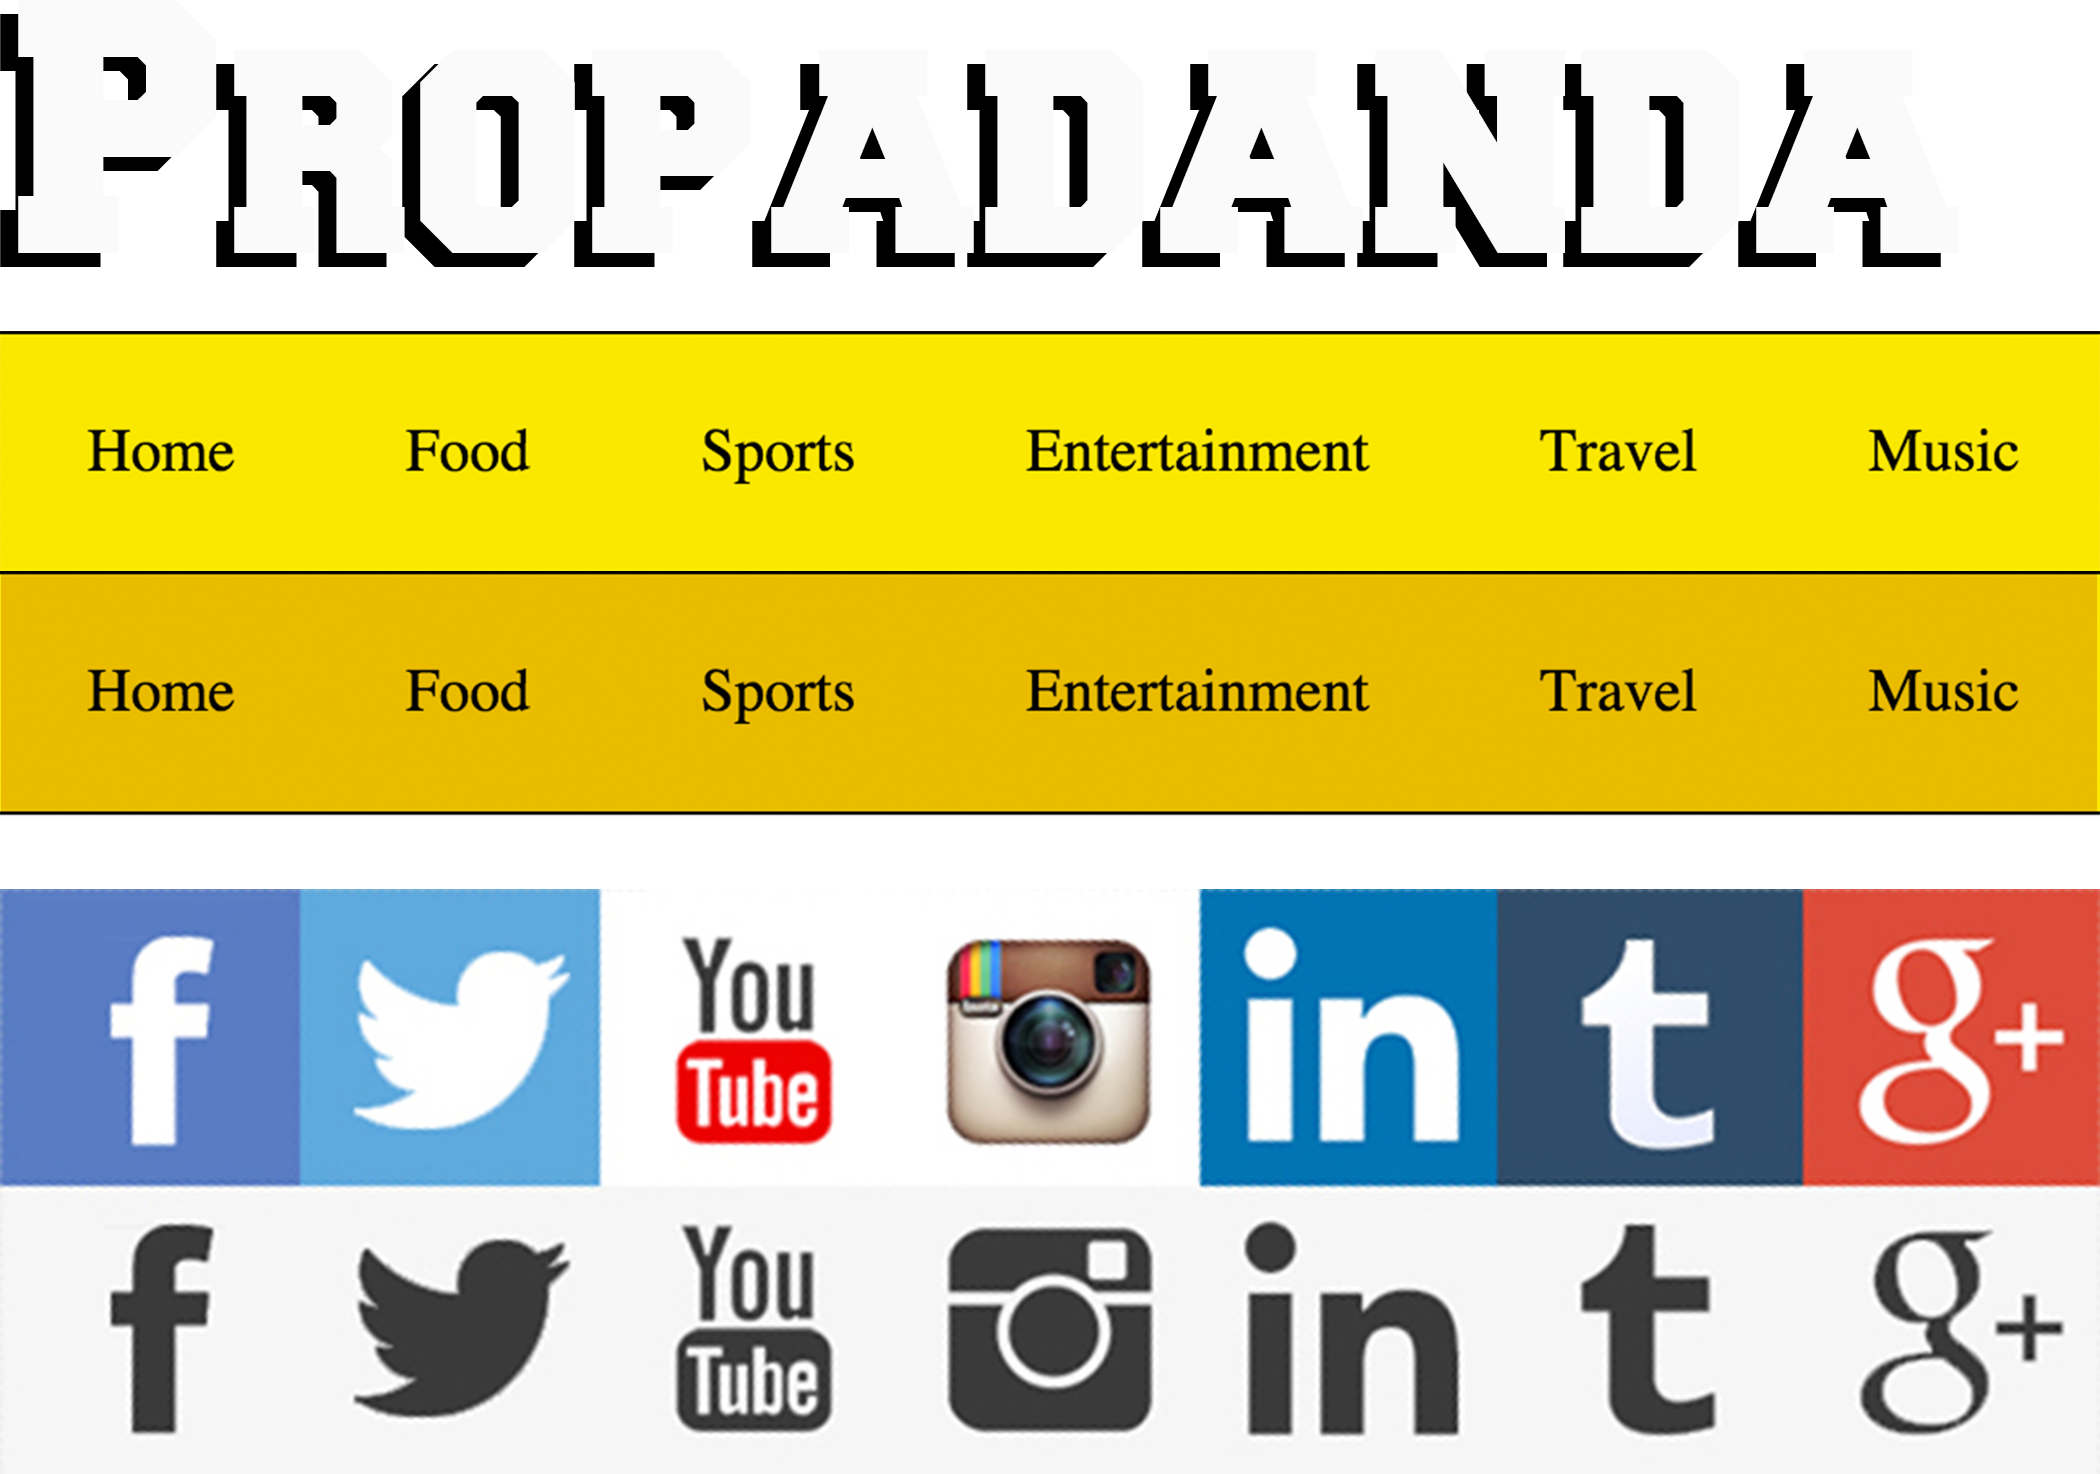 PROPADANDA
Home Food Sports Entertainment Travel Music
Home Food Sports Entertainment Travel Music
f You Tube in t g+
f You Tube in t g+